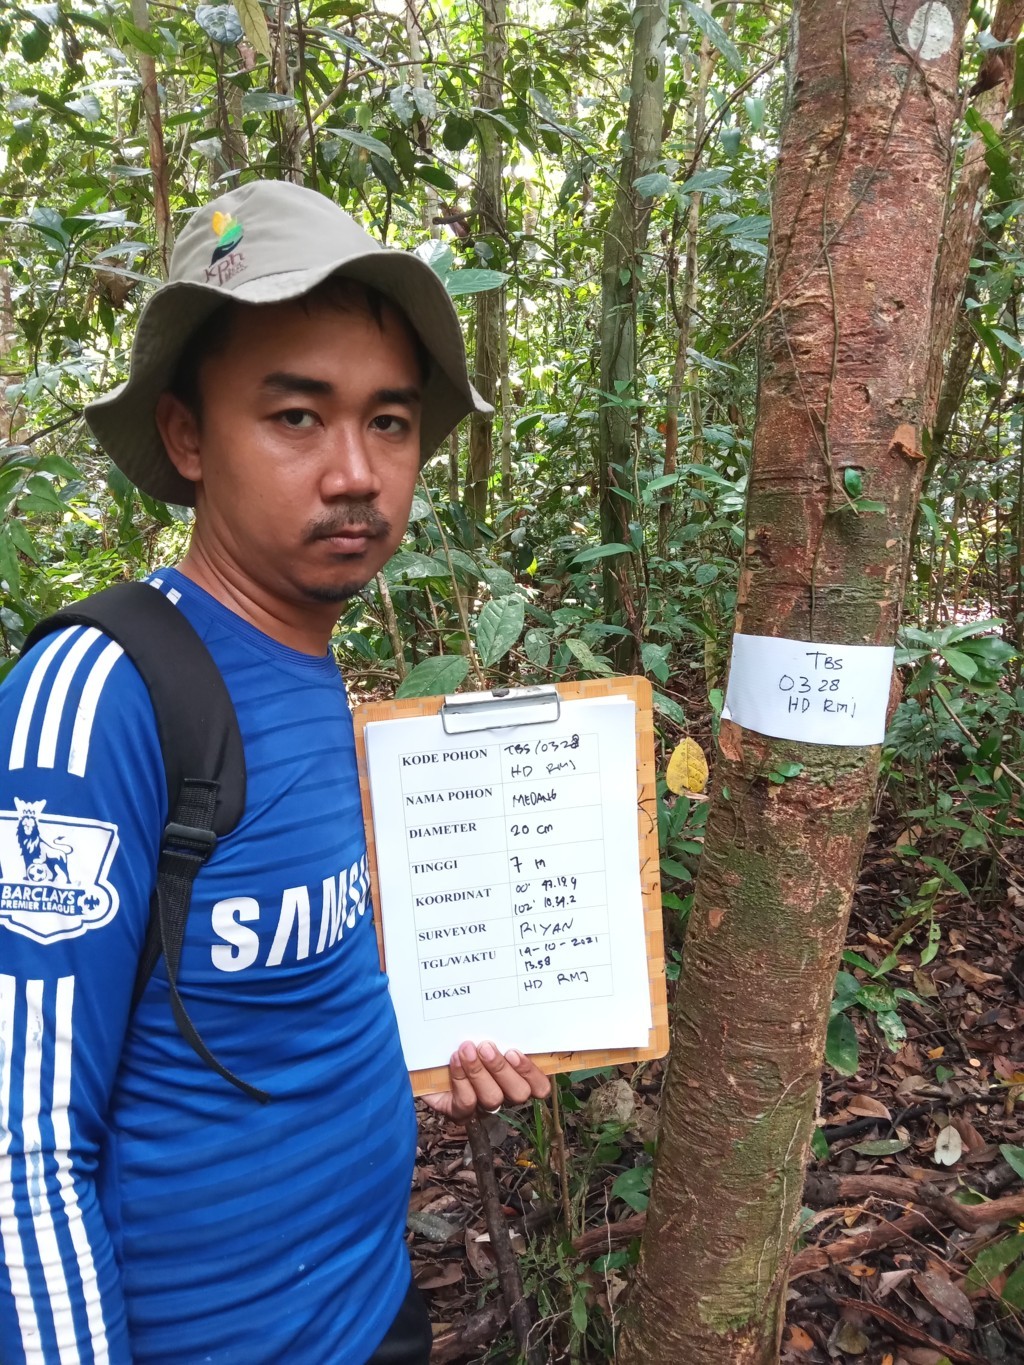 kph
TBS
0328
HD RMJ
KODE POHON TBS/0328
HD RMJ
NAMA POHON MEDANG
DIAMETER 20 cm
TINGGI 7 M
KOORDINAT 00° 47.18.9
102° 10.39.2
SURVEYOR RIYAN
TGL/WAKTU 19-10-2021
13.58
LOKASI HD RMJ
SAMSU
BARCLAYS
PREMIER LEAGUE